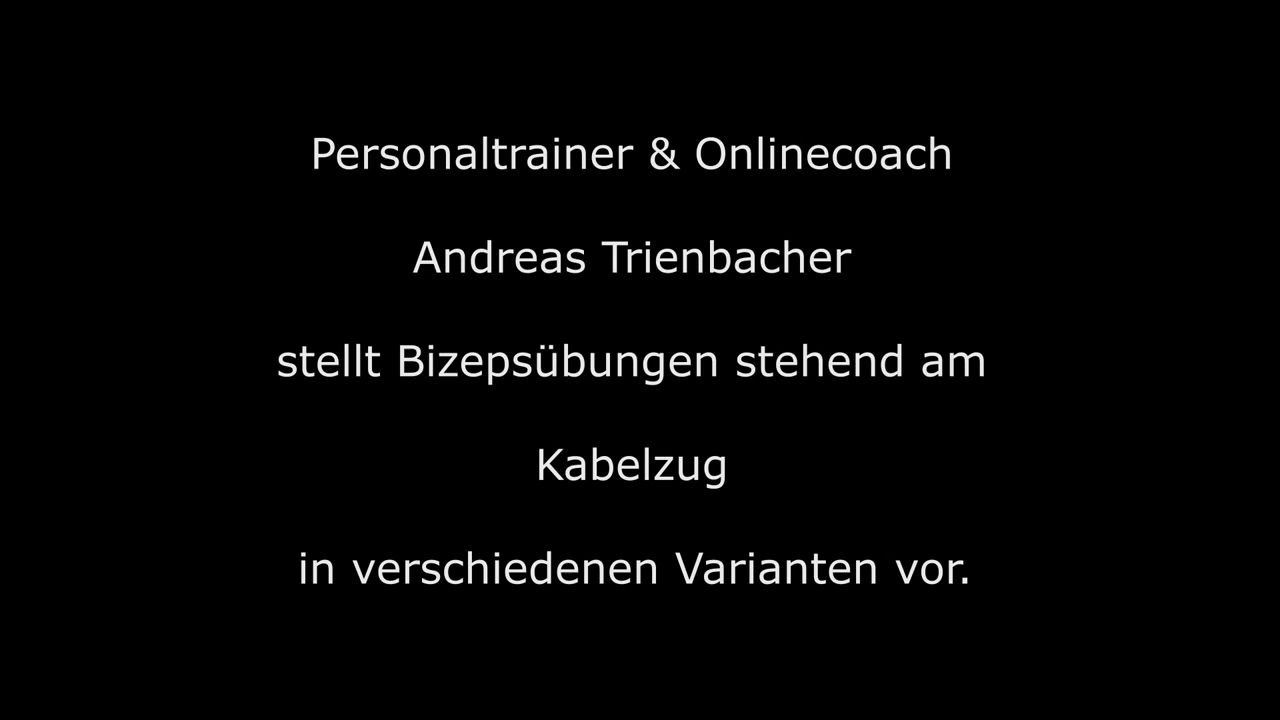 Personaltrainer & Onlinecoach
Andreas Trienbacher
stellt Bizepsübungen stehend am
Kabelzug
in verschiedenen Varianten vor.